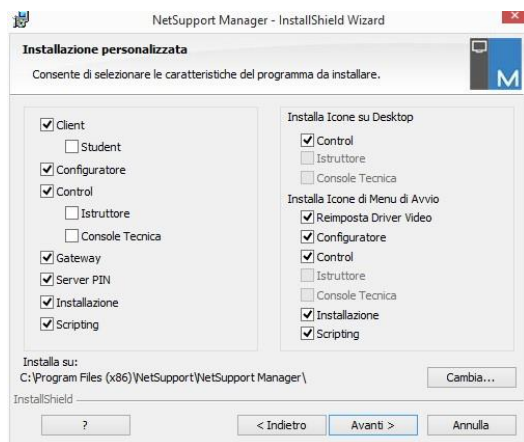 NetSupport Manager - InstallShield Wizard
Installazione personalizzata
Consente di selezionare le caratteristiche del programma da installare.
M
Client
Student
Configuratore
Control
Istruttore
Console Tecnica
Gateway
Server PIN
Installazione
Scripting
Installa Icone su Desktop
Control
Istruttore
Console Tecnica
Installa Icone di Menu di Avvio
Reimposta Driver Video
Configuratore
Control
Istruttore
Console Tecnica
Installazione
Scripting
Installa su:
C:\Program Files (x86)\NetSupport\NetSupport Manager\
Cambia...
InstallShield
?
< Indietro
Avanti >
Annulla